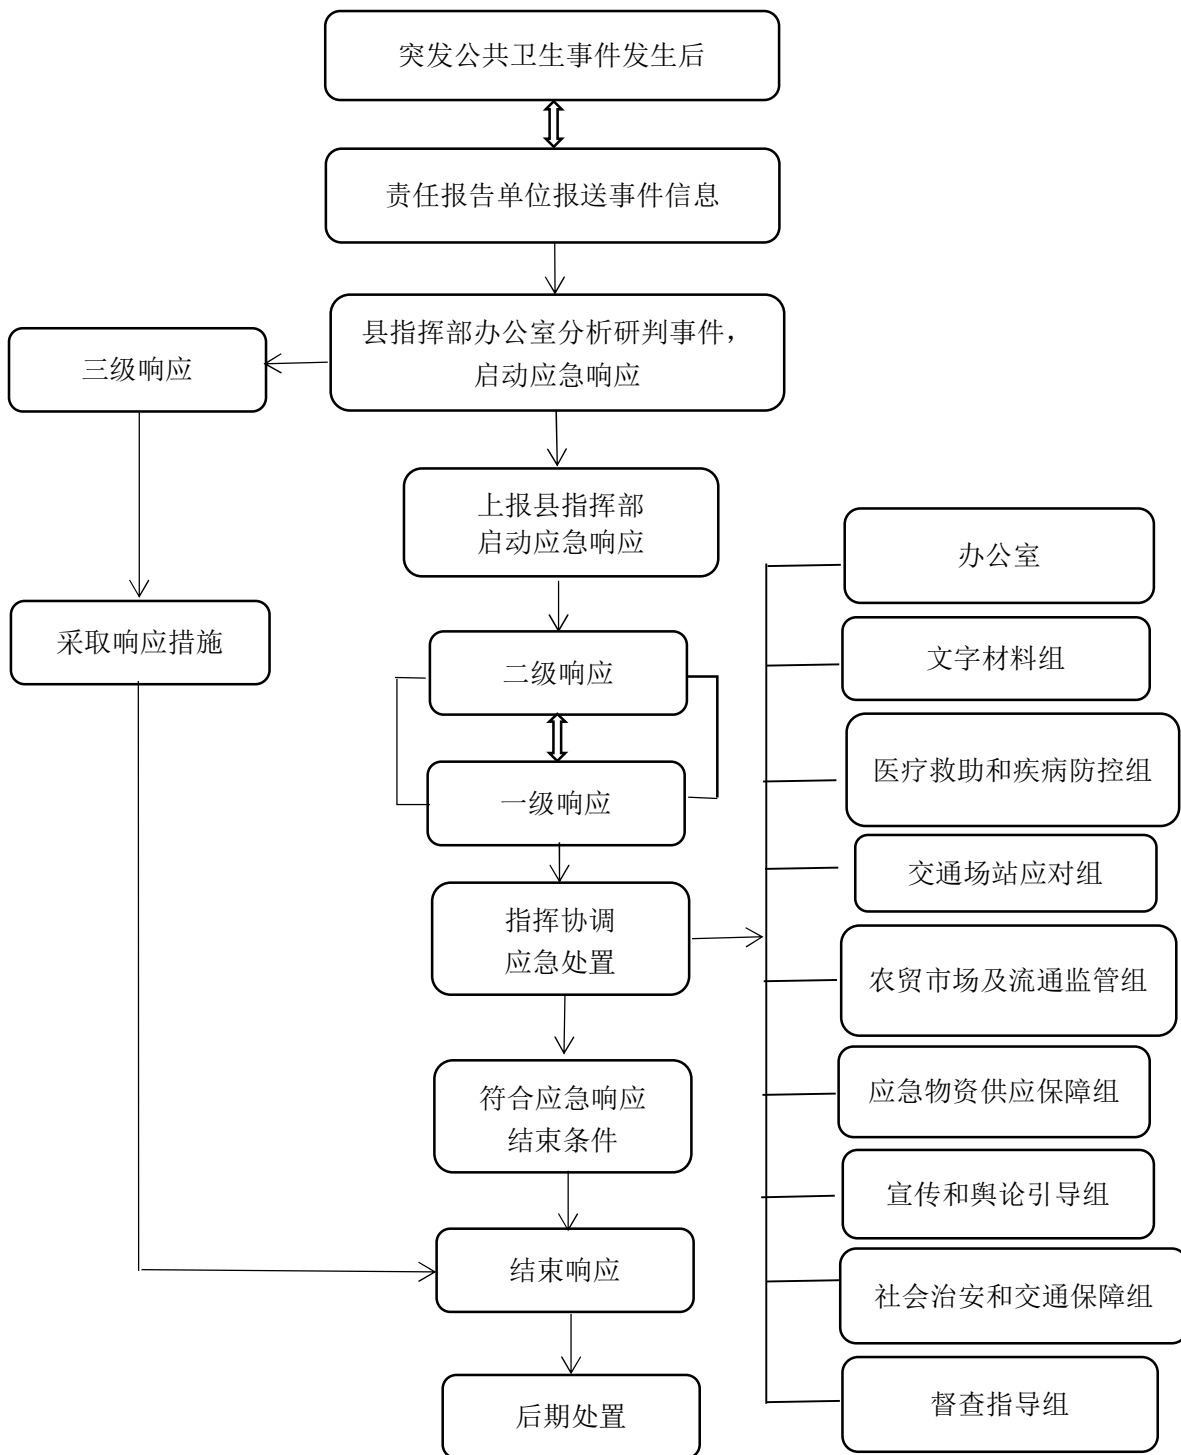 突发公共卫生事件发生后
责任报告单位报送事件信息
县指挥部办公室分析研判事件，
启动应急响应
三级响应
上报县指挥部
启动应急响应
采取响应措施
二级响应
一级响应
指挥协调
应急处置
符合应急响应
结束条件
结束响应
后期处置
办公室
文字材料组
医疗救助和疾病防控组
交通场站应对组
农贸市场及流通监管组
应急物资供应保障组
宣传和舆论引导组
社会治安和交通保障组
督查指导组